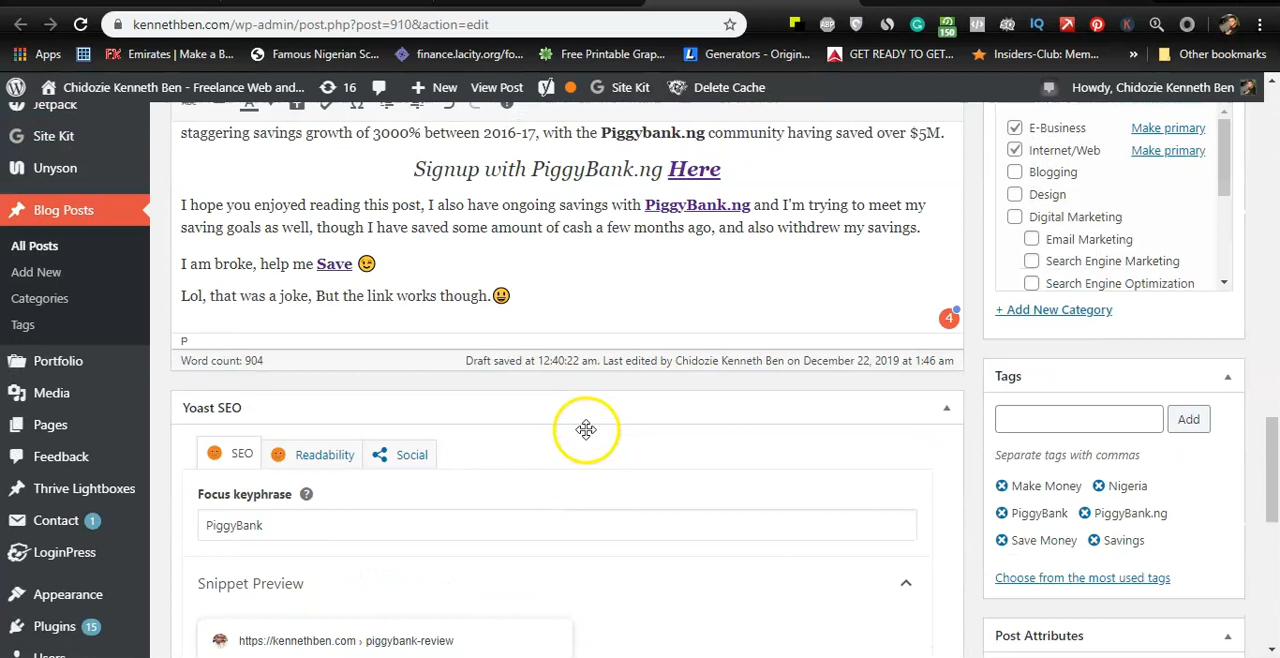 kennethben.com/wp-admin/post.php?post=910&action=edit
ABP
IQ
150
K
Apps
Emirates | Make a B...
Famous Nigerian Sc...
finance.lacity.org/fo...
Free Printable Grap...
Generators - Origin...
GET READY TO GET...
Insiders-Club: Mem...
»
Other bookmarks
Chidozie Kenneth Ben - Freelance Web and...
16
New
View Post
Site Kit
Delete Cache
Howdy, Chidozie Kenneth Ben
Jetpack
Site Kit
Unyson
Blog Posts
All Posts
Add New
Categories
Tags
Portfolio
Media
Pages
Feedback
Thrive Lightboxes
Contact 1
LoginPress
Appearance
Plugins 15
Users
staggering savings growth of 3000% between 2016-17, with the Piggybank.ng community having saved over $5M.
Signup with PiggyBank.ng Here
I hope you enjoyed reading this post, I also have ongoing savings with PiggyBank.ng and I'm trying to meet my
saving goals as well, though I have saved some amount of cash a few months ago, and also withdrew my savings.
I am broke, help me Save 😉
Lol, that was a joke, But the link works though.😃
4
P
Word count: 904
Draft saved at 12:40:22 am. Last edited by Chidozie Kenneth Ben on December 22, 2019 at 1:46 am
Yoast SEO
SEO
Readability
Social
Focus keyphrase
PiggyBank
Snippet Preview
https://kennethben.com › piggybank-review
E-Business Make primary
Internet/Web Make primary
Blogging
Design
Digital Marketing
Email Marketing
Search Engine Marketing
Search Engine Optimization
+ Add New Category
Tags
Add
Separate tags with commas
Make Money Nigeria
PiggyBank PiggyBank.ng
Save Money Savings
Choose from the most used tags
Post Attributes